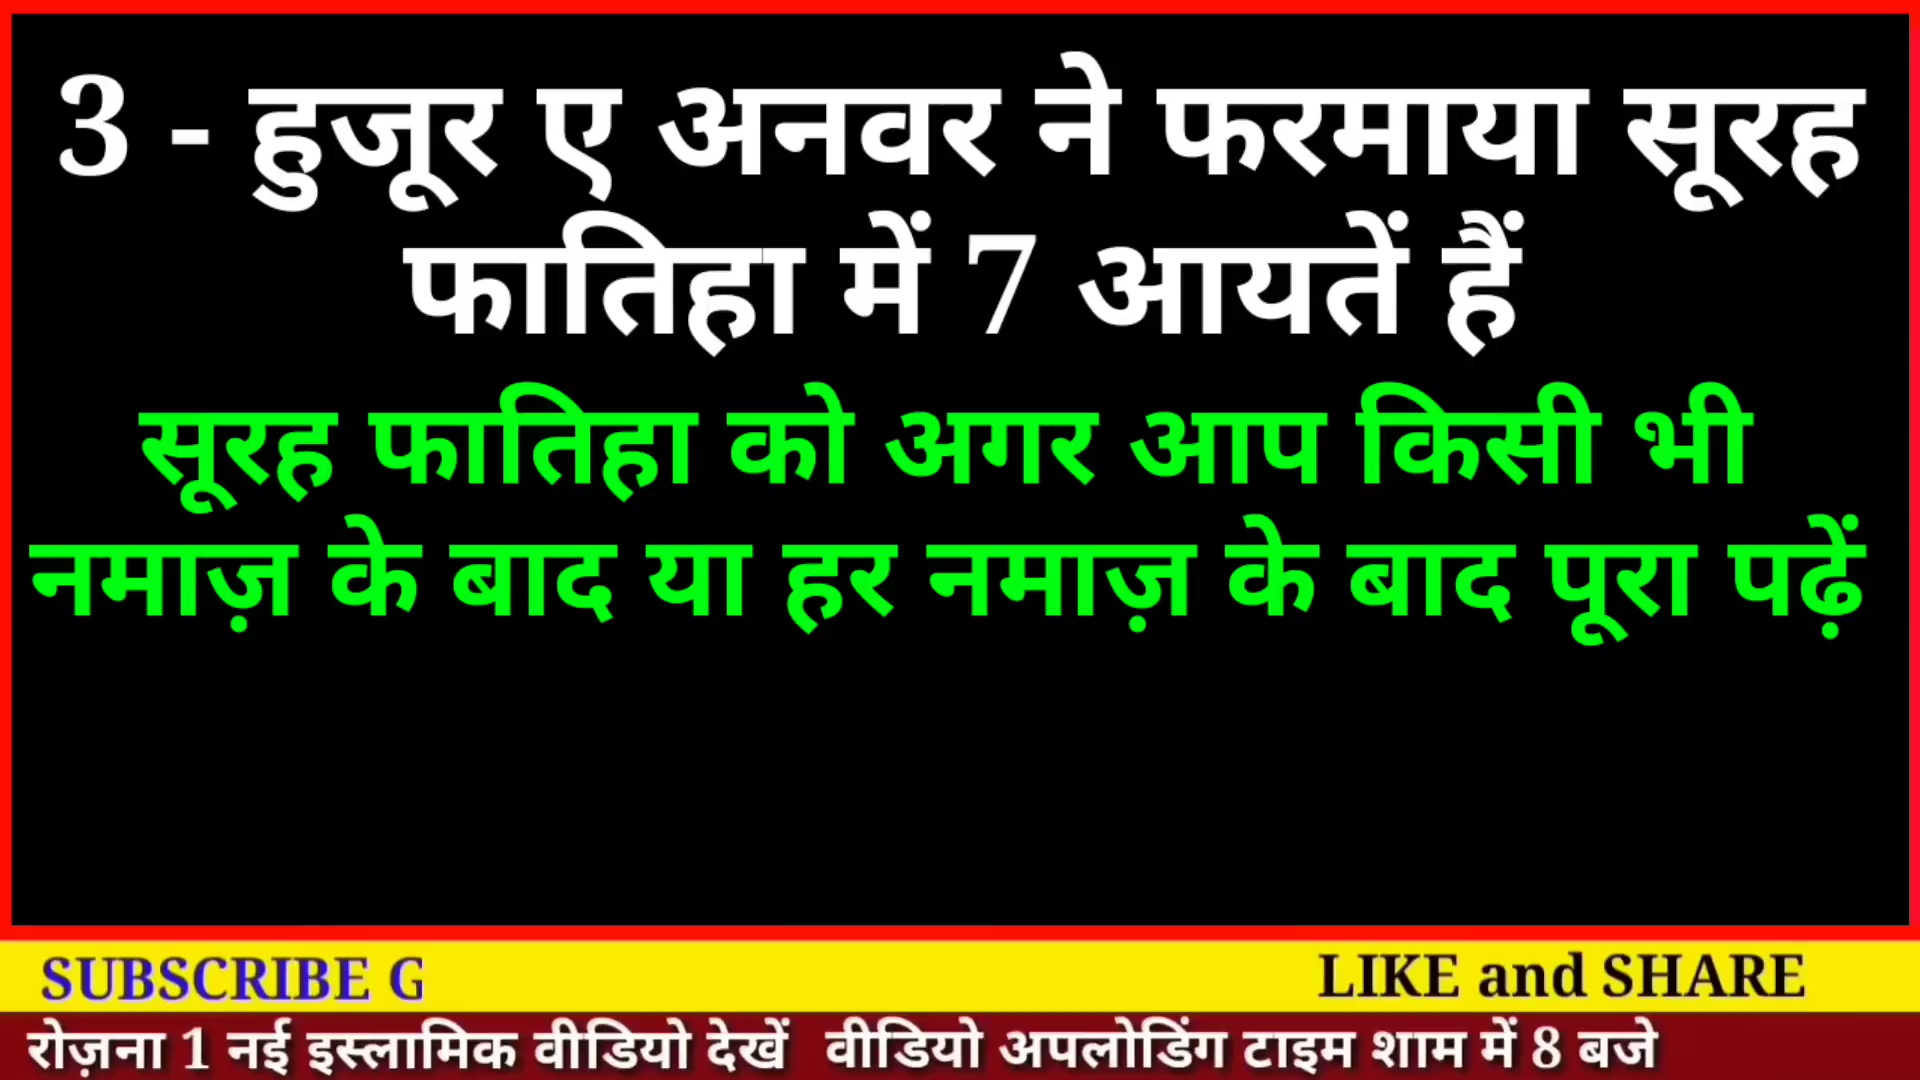 3 - हुजूर ए अनवर ने फरमाया सूरह
फातिहा में 7 आयतें हैं
सूरह फातिहा को अगर आप किसी भी
नमाज़ के बाद या हर नमाज़ के बाद पूरा पढ़ें
SUBSCRIBE G
LIKE and SHARE
रोज़ना 1 नई इस्लामिक वीडियो देखें वीडियो अपलोडिंग टाइम शाम में 8 बजे